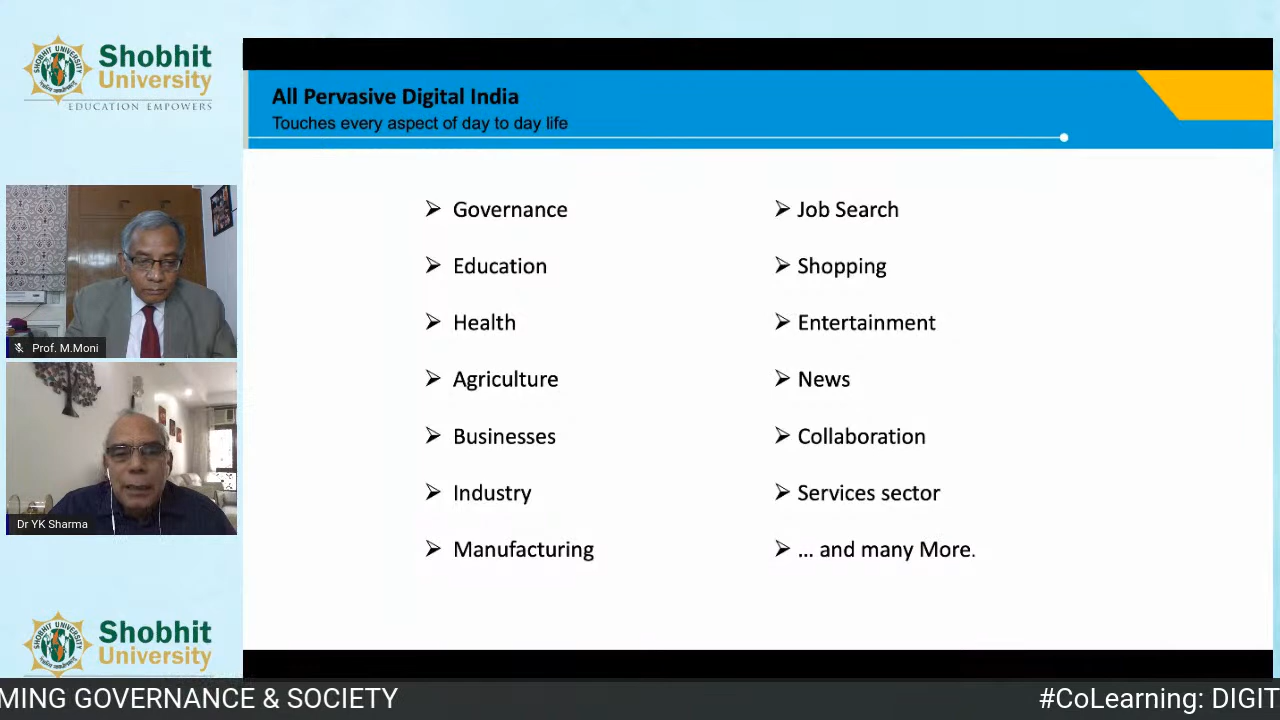 Shobhit
University
EDUCATION EMPOWERS
All Pervasive Digital India
Touches every aspect of day to day life
➢ Governance
➢ Education
➢ Health
➢ Agriculture
➢ Businesses
➢ Industry
➢ Manufacturing
➢ Job Search
➢ Shopping
➢ Entertainment
➢ News
➢ Collaboration
➢ Services sector
➢ ... and many More.
Prof. M.Moni
Dr YK Sharma
Shobhit
University
MING GOVERNANCE & SOCIETY
#CoLearning: DIGIT